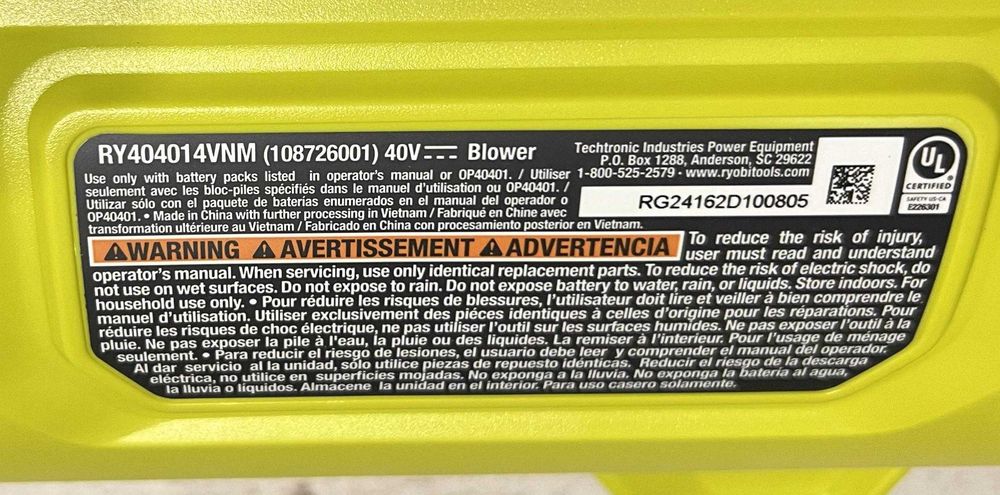 RY404014VNM (108726001) 40V⎓ Blower
Use only with battery packs listed in operator's manual or OP40401. / Utiliser
seulement avec les bloc-piles spécifiés dans le manuel d'utilisation ou OP40401. /
Utilizar sólo con el paquete de baterías enumerados en el manual del operador o
OP40401. • Made in China with further processing in Vietnam / Fabriqué en Chine avec
transformation ultérieure au Vietnam / Fabricado en China con procesamiento posterior en Vietnam.
Techtronic Industries Power Equipment
P.O. Box 1288, Anderson, SC 29622
1-800-525-2579 · www.ryobitools.com
RG24162D100805
UL
CERTIFIED
SAFETY US-CA
E226301
⚠WARNING ⚠AVERTISSEMENT ⚠ADVERTENCIA To reduce the risk of injury,
user must read and understand
operator's manual. When servicing, use only identical replacement parts. To reduce the risk of electric shock, do
not use on wet surfaces. Do not expose to rain. Do not expose battery to water, rain, or liquids. Store indoors. For
household use only. • Pour réduire les risques de blessures, l'utilisateur doit lire et veiller à bien comprendre le
manuel d'utilisation. Utiliser exclusivement des piéces identiques à celles d'origine pour les réparations. Pour
réduire les risques de choc électrique, ne pas utiliser l'outil sur les surfaces humides. Ne pas exposer l'outil à la
pluie. Ne pas exposer la pile à l'eau, la pluie ou des liquides. La remiser à l'interieur. Pour l'usage de ménage
seulement. • Para reducir el riesgo de lesiones, el usuario debe leer y comprender el manual del operador.
Al dar servicio al la unidad, sólo utilice piezas de repuesto idénticas. Reducir el riesgo de la descarga
eléctrica, no utilice en superficies mojadas. No exponga a la lluvia. No exponga la batería al agua,
la lluvia o líquidos. Almacene la unidad en el interior. Para uso casero solamente.